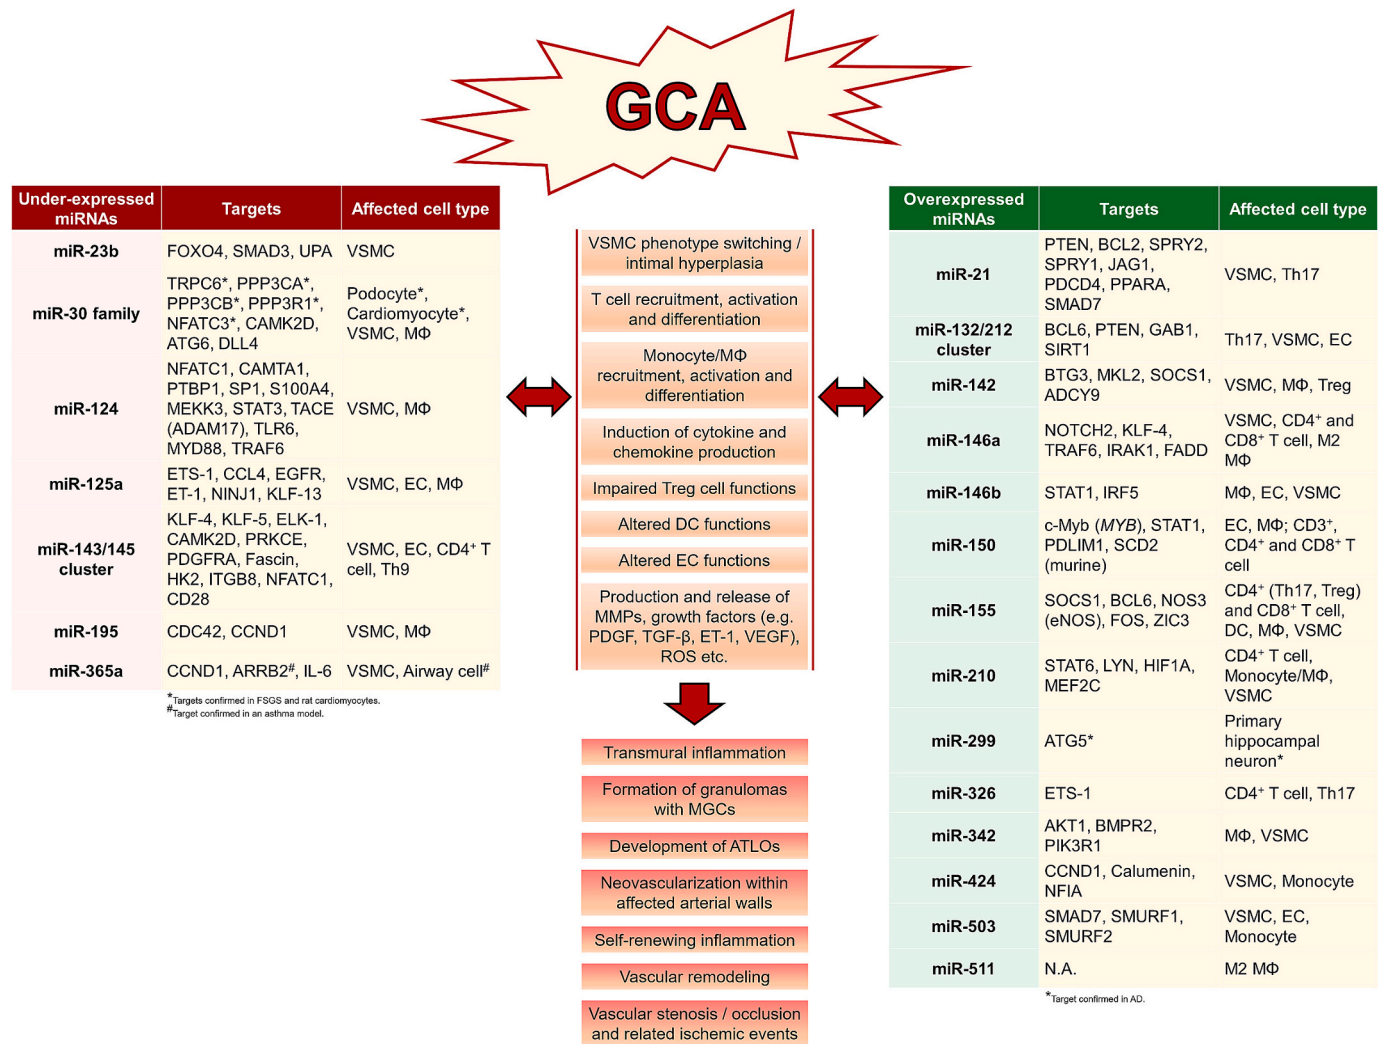 GCA
Under-expressed
miRNAs
Targets
Affected cell type
miR-23b
FOXO4, SMAD3, UPA
VSMC
miR-30 family
TRPC6*, PPP3CA*,
PPP3CB*, PPP3R1*,
NFATC3*, CAMK2D,
ATG6, DLL4
Podocyte*,
Cardiomyocyte*,
VSMC, MΦ
miR-124
NFATC1, CAMTA1,
PTBP1, SP1, S100A4,
MEKK3, STAT3, TACE
(ADAM17), TLR6,
MYD88, TRAF6
VSMC, MΦ
miR-125a
ETS-1, CCL4, EGFR,
ET-1, NINJ1, KLF-13
VSMC, EC, MΦ
miR-143/145
cluster
KLF-4, KLF-5, ELK-1,
CAMK2D, PRKCE,
PDGFRA, Fascin,
HK2, ITGB8, NFATC1,
CD28
VSMC, EC, CD4⁺ T
cell, Th9
miR-195
CDC42, CCND1
VSMC, MΦ
miR-365a
CCND1, ARRB2#, IL-6
VSMC, Airway cell#
*Targets confirmed in FSGS and rat cardiomyocytes.
#Target confirmed in an asthma model.
VSMC phenotype switching /
intimal hyperplasia
T cell recruitment, activation
and differentiation
Monocyte/MΦ
recruitment, activation and
differentiation
Induction of cytokine and
chemokine production
Impaired Treg cell functions
Altered DC functions
Altered EC functions
Production and release of
MMPs, growth factors (e.g.
PDGF, TGF-β, ET-1, VEGF),
ROS etc.
Transmural inflammation
Formation of granulomas
with MGCs
Development of ATLOs
Neovascularization within
affected arterial walls
Self-renewing inflammation
Vascular remodeling
Vascular stenosis / occlusion
and related ischemic events
Overexpressed
miRNAs
Targets
Affected cell type
miR-21
PTEN, BCL2, SPRY2,
SPRY1, JAG1,
PDCD4, PPARA,
SMAD7
VSMC, Th17
miR-132/212
cluster
BCL6, PTEN, GAB1,
SIRT1
Th17, VSMC, EC
miR-142
BTG3, MKL2, SOCS1,
ADCY9
VSMC, MΦ, Treg
miR-146a
NOTCH2, KLF-4,
TRAF6, IRAK1, FADD
VSMC, CD4⁺ and
CD8⁺ T cell, M2
MΦ
miR-146b
STAT1, IRF5
MΦ, EC, VSMC
miR-150
c-Myb (MYB), STAT1,
PDLIM1, SCD2
(murine)
EC, MΦ; CD3⁺,
CD4⁺ and CD8⁺ T
cell
miR-155
SOCS1, BCL6, NOS3
(eNOS), FOS, ZIC3
CD4⁺ (Th17, Treg)
and CD8⁺ T cell,
DC, MΦ, VSMC
miR-210
STAT6, LYN, HIF1A,
MEF2C
CD4⁺ T cell,
Monocyte/MΦ,
VSMC
miR-299
ATG5*
Primary
hippocampal
neuron*
miR-326
ETS-1
CD4⁺ T cell, Th17
miR-342
AKT1, BMPR2,
PIK3R1
MΦ, VSMC
miR-424
CCND1, Calumenin,
NFIA
VSMC, Monocyte
miR-503
SMAD7, SMURF1,
SMURF2
VSMC, EC,
Monocyte
miR-511
N.A.
M2 MΦ
*Target confirmed in AD.